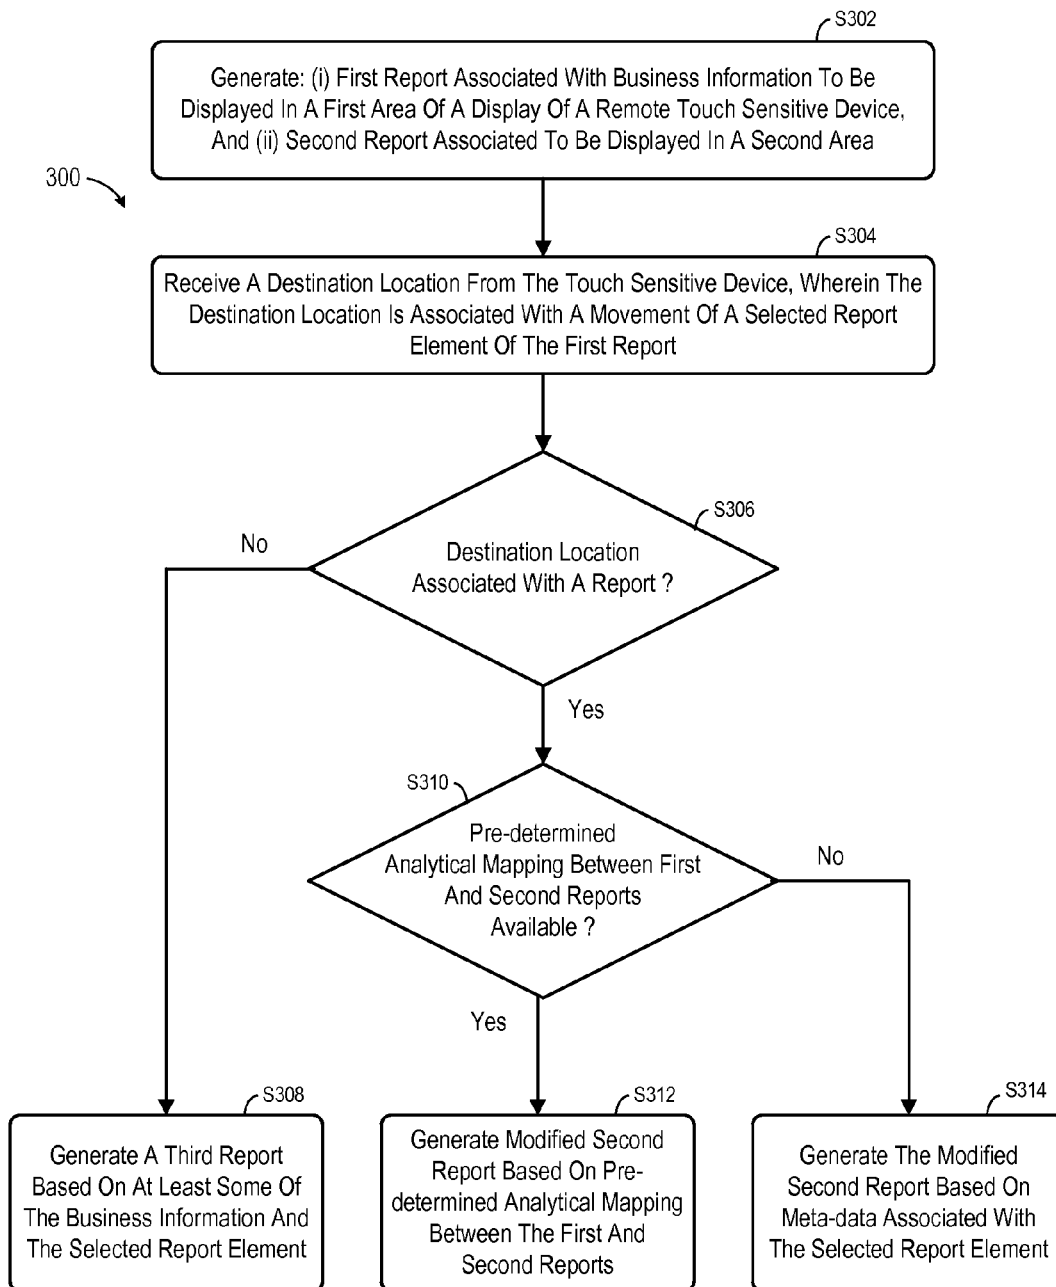 S302
Generate: (i) First Report Associated With Business Information To Be
Displayed In A First Area Of A Display Of A Remote Touch Sensitive Device,
And (ii) Second Report Associated To Be Displayed In A Second Area
300
S304
Receive A Destination Location From The Touch Sensitive Device, Wherein The
Destination Location Is Associated With A Movement Of A Selected Report
Element Of The First Report
S306
No
Destination Location
Associated With A Report ?
Yes
S310
Pre-determined
Analytical Mapping Between First
And Second Reports
Available ?
No
Yes
S308
Generate A Third Report
Based On At Least Some Of
The Business Information And
The Selected Report Element
S312
Generate Modified Second
Report Based On Pre-
determined Analytical Mapping
Between The First And
Second Reports
S314
Generate The Modified
Second Report Based On
Meta-data Associated With
The Selected Report Element